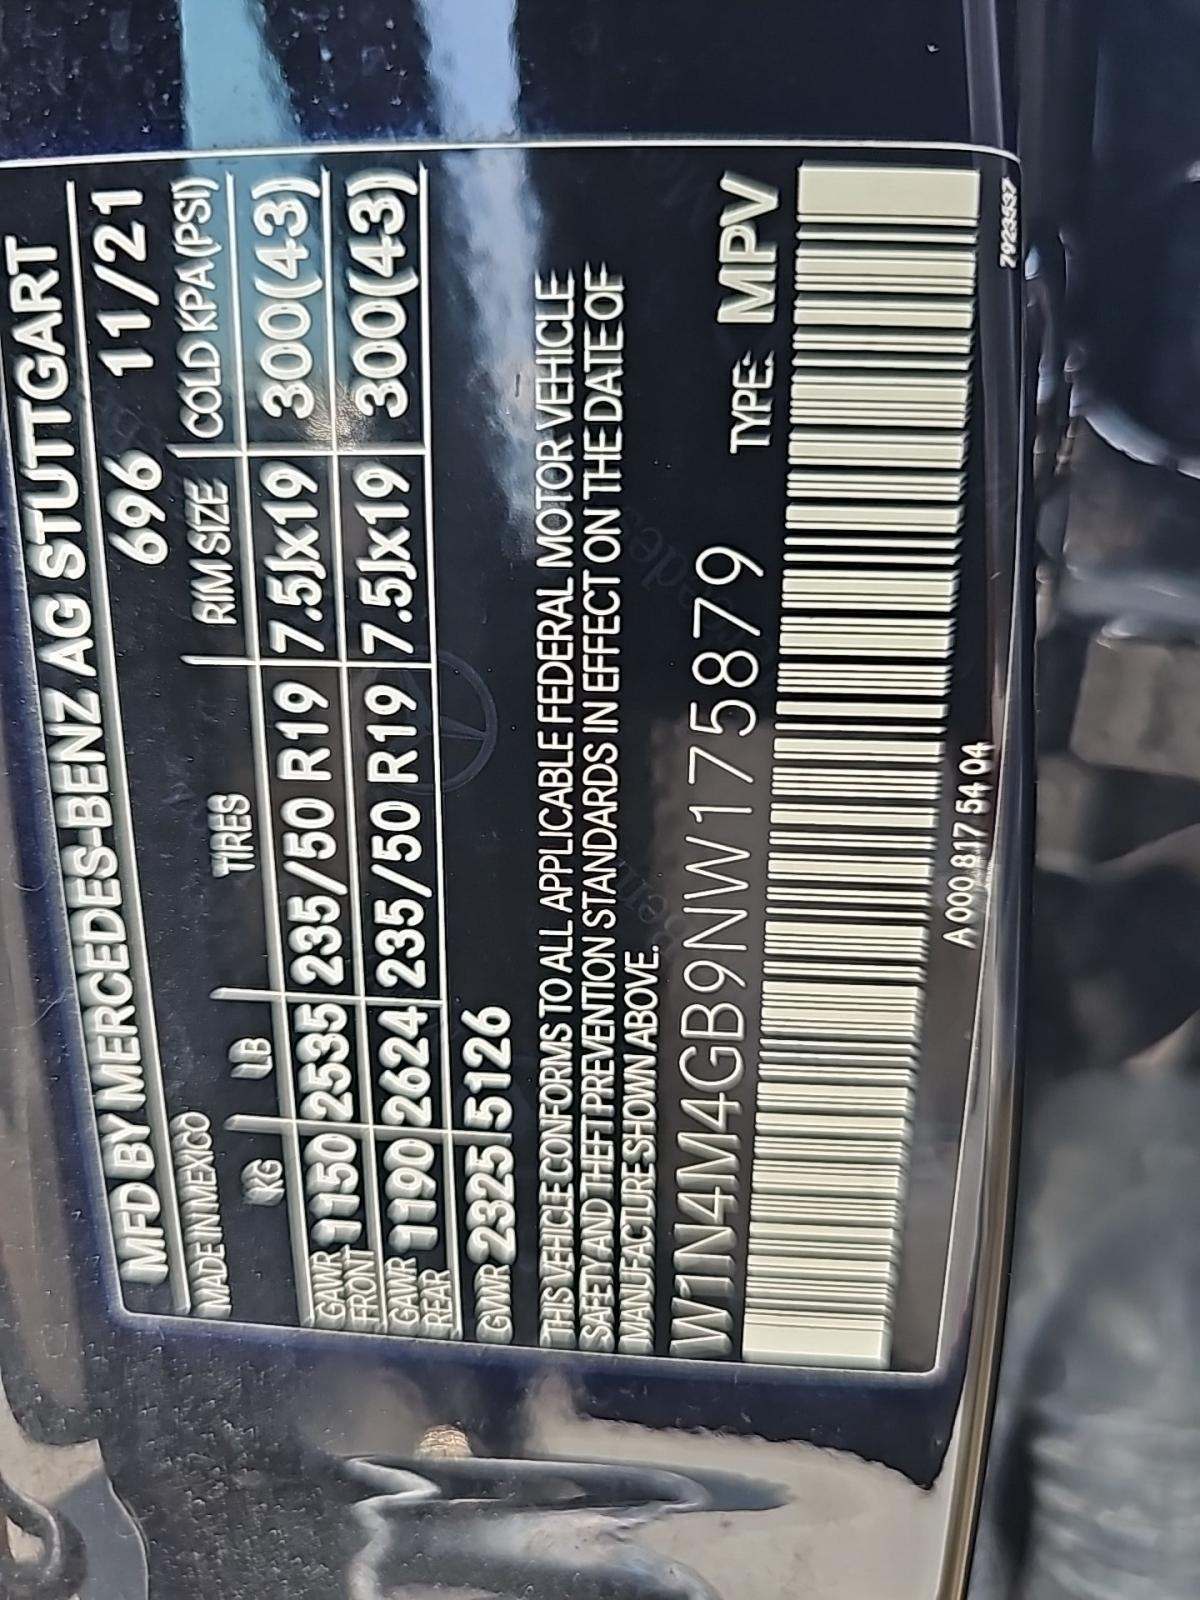 MFD BY MERCEDES-BENZ AG STUTTGART
MADE IN MEXICO 696 11/21
KG LB TIRES RIM SIZE COLD KPA(PSI)
GAWR FRONT 1150 2535 235/50 R19 7.5Jx19 300(43)
GAWR REAR 1190 2624 235/50 R19 7.5Jx19 300(43)
GVWR 2325 5126
THIS VEHICLE CONFORMS TO ALL APPLICABLE FEDERAL MOTOR VEHICLE
SAFETY AND THEFT PREVENTION STANDARDS IN EFFECT ON THE DATE OF
MANUFACTURE SHOWN ABOVE.
W1N4M4GB9NW175879 TYPE: MPV
A 000 817 54 04
7923537